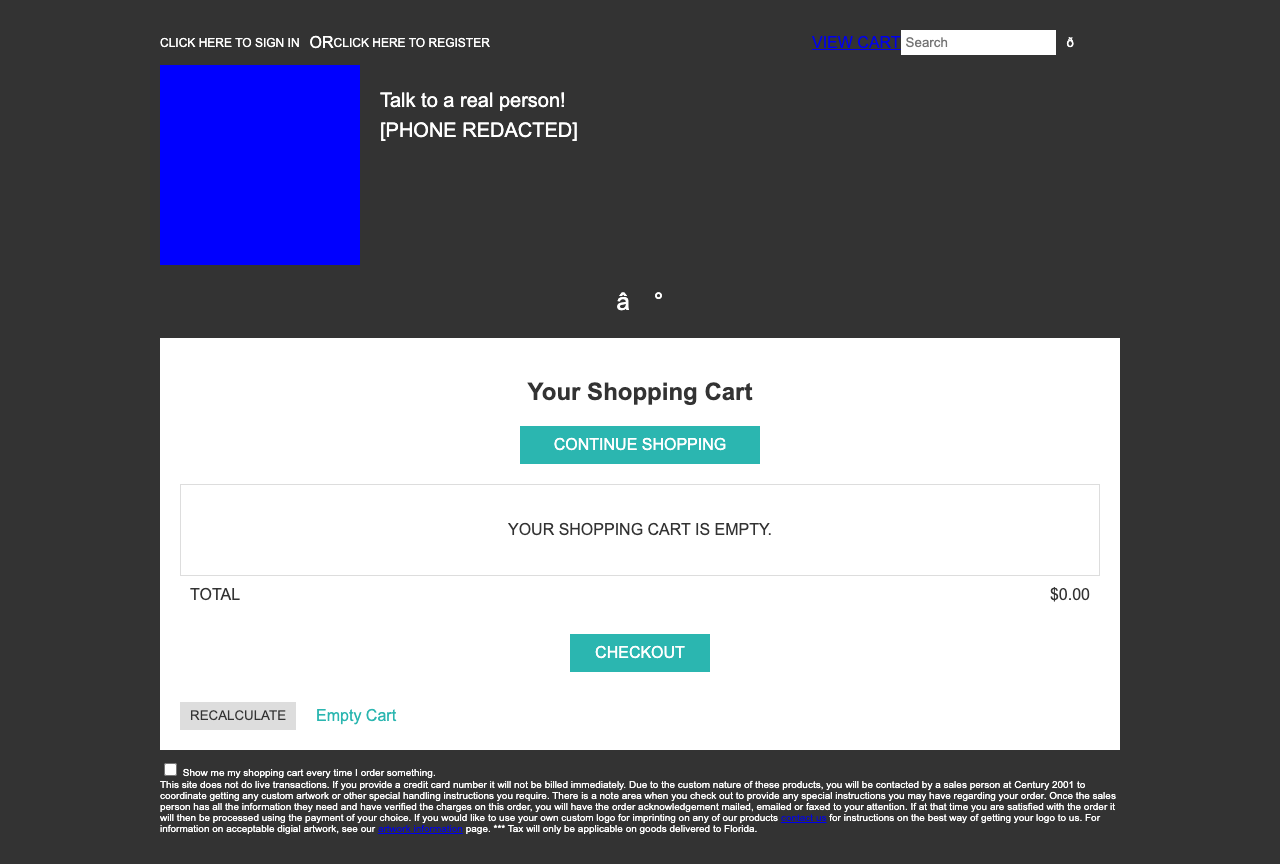 CLICK HERE TO SIGN IN OR CLICK HERE TO REGISTER VIEW CART Search ð
Talk to a real person!
[PHONE REDACTED]
â °
Your Shopping Cart
CONTINUE SHOPPING
YOUR SHOPPING CART IS EMPTY.
TOTAL $0.00
CHECKOUT
RECALCULATE Empty Cart
Show me my shopping cart every time I order something.
This site does not do live transactions. If you provide a credit card number it will not be billed immediately. Due to the custom nature of these products, you will be contacted by a sales person at Century 2001 to
coordinate getting any custom artwork or other special handling instructions you require. There is a note area when you check out to provide any special instructions you may have regarding your order. Once the sales
person has all the information they need and have verified the charges on this order, you will have the order acknowledgement mailed, emailed or faxed to your attention. If at that time you are satisfied with the order it
will then be processed using the payment of your choice. If you would like to use your own custom logo for imprinting on any of our products contact us for instructions on the best way of getting your logo to us. For
information on acceptable digial artwork, see our artwork information page. *** Tax will only be applicable on goods delivered to Florida.